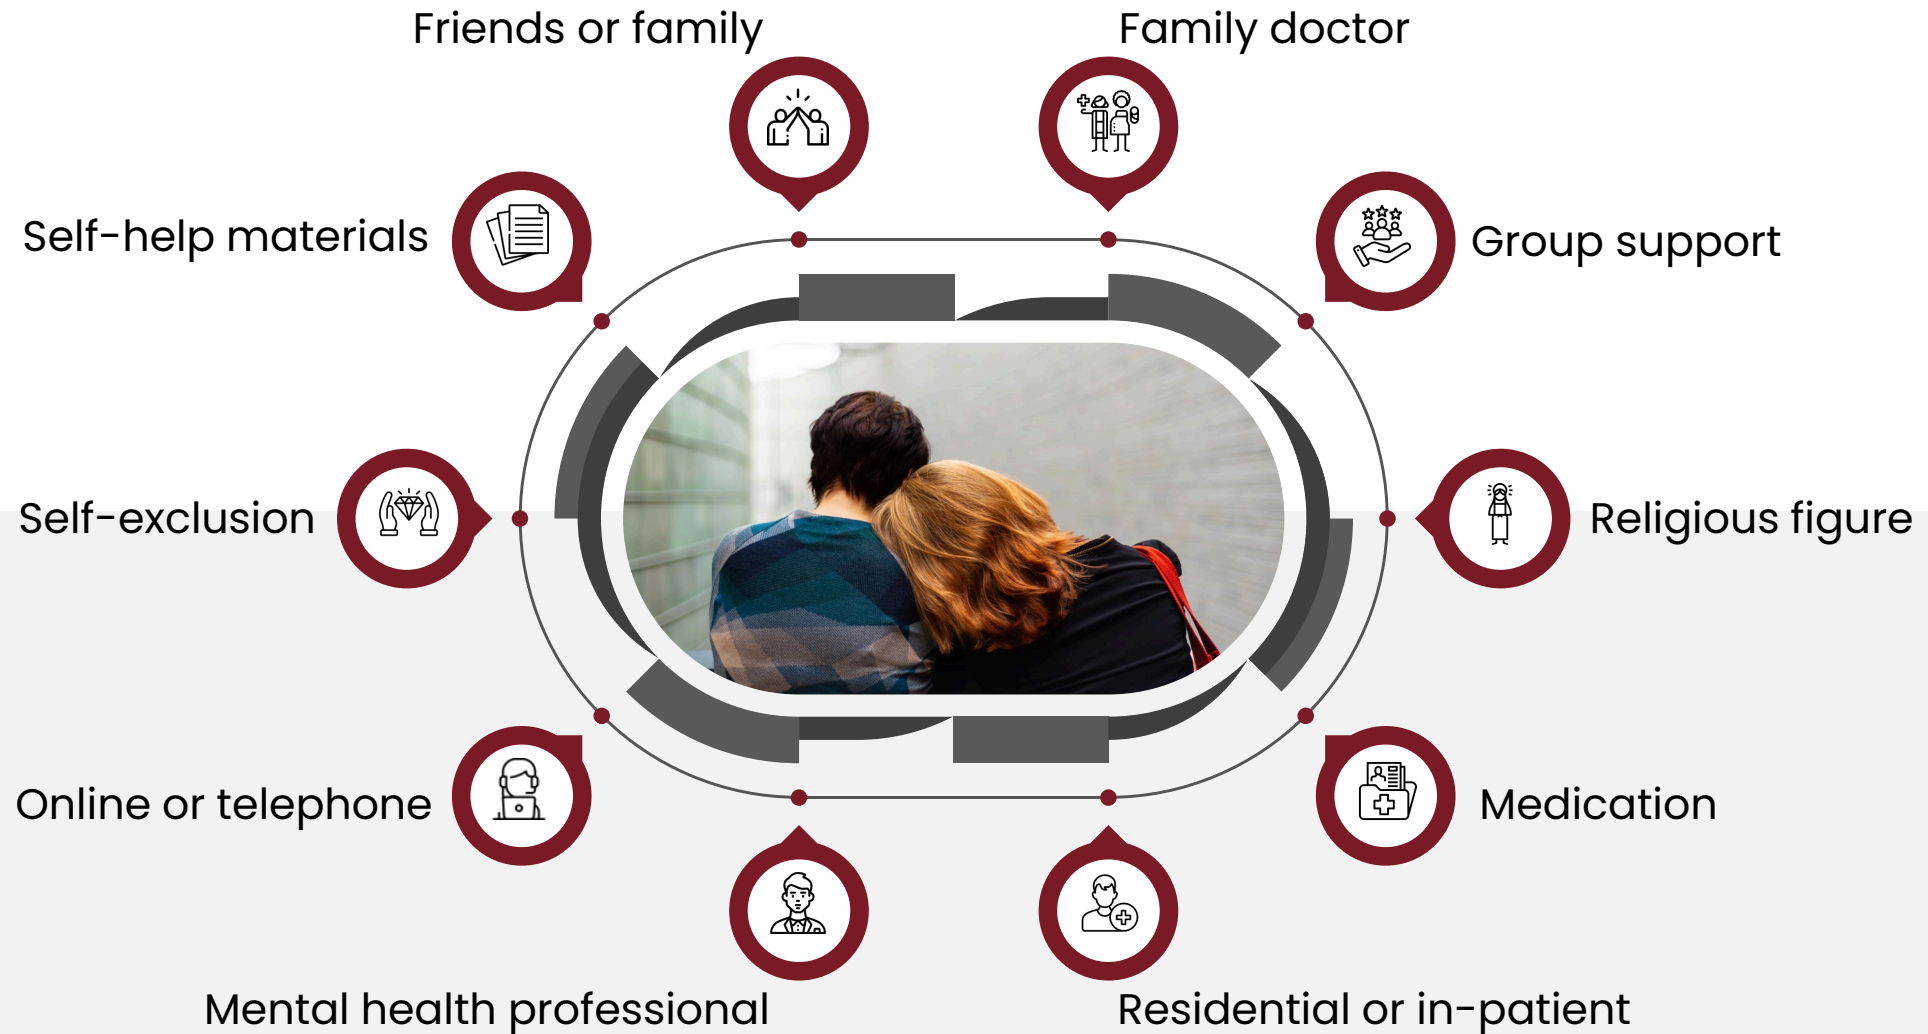 Friends or family
Family doctor
Self-help materials
Group support
Self-exclusion
Religious figure
Online or telephone
Medication
Mental health professional
Residential or in-patient